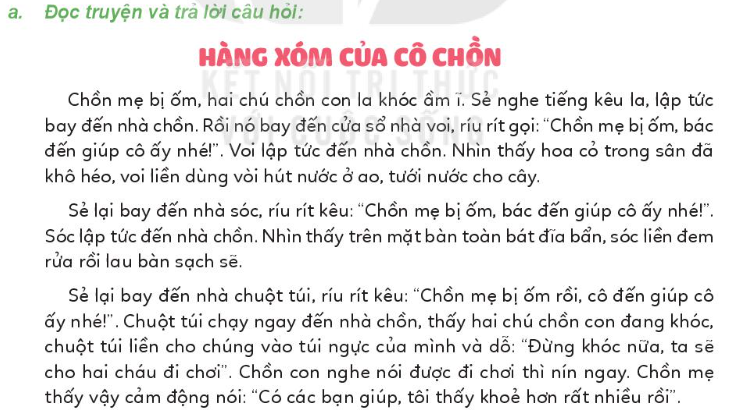 a. Đọc truyện và trả lời câu hỏi:
HÀNG XÓM CỦA CÔ CHỒN
KẾT NỐI TRI THỨC
VỚI CUỘC SỐNG
Chồn mẹ bị ốm, hai chú chồn con la khóc ầm ĩ. Sẻ nghe tiếng kêu la, lập tức
bay đến nhà chồn. Rồi nó bay đến cửa sổ nhà voi, ríu rít gọi: “Chồn mẹ bị ốm, bác
đến giúp cô ấy nhé!”. Voi lập tức đến nhà chồn. Nhìn thấy hoa cỏ trong sân đã
khô héo, voi liền dùng vòi hút nước ở ao, tưới nước cho cây.
Sẻ lại bay đến nhà sóc, ríu rít kêu: “Chồn mẹ bị ốm, bác đến giúp cô ấy nhé!”.
Sóc lập tức đến nhà chồn. Nhìn thấy trên mặt bàn toàn bát đĩa bẩn, sóc liền đem
rửa rồi lau bàn sạch sẽ.
Sẻ lại bay đến nhà chuột túi, ríu rít kêu: “Chồn mẹ bị ốm rồi, cô đến giúp cô
ấy nhé!”. Chuột túi chạy ngay đến nhà chồn, thấy hai chú chồn con đang khóc,
chuột túi liền cho chúng vào túi ngực của mình và dỗ: “Đừng khóc nữa, ta sẽ
cho hai cháu đi chơi”. Chồn con nghe nói được đi chơi thì nín ngay. Chồn mẹ
thấy vậy cảm động nói: “Có các bạn giúp, tôi thấy khoẻ hơn rất nhiều rồi”.